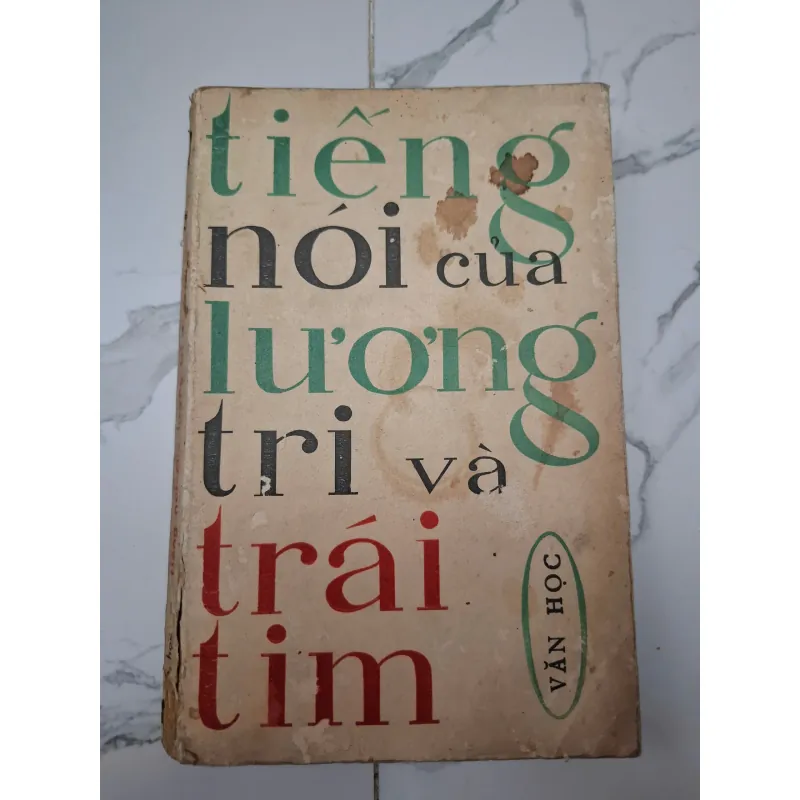 tiếng
nói của
lương
tri và
trái
tim
VĂN HỌC